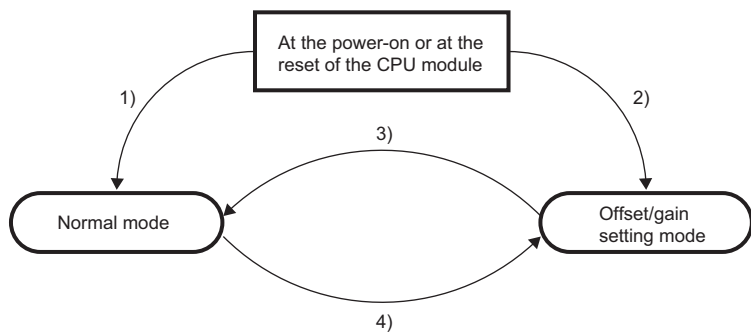 At the power-on or at the
reset of the CPU module
1)
2)
3)
Normal mode
Offset/gain
setting mode
4)